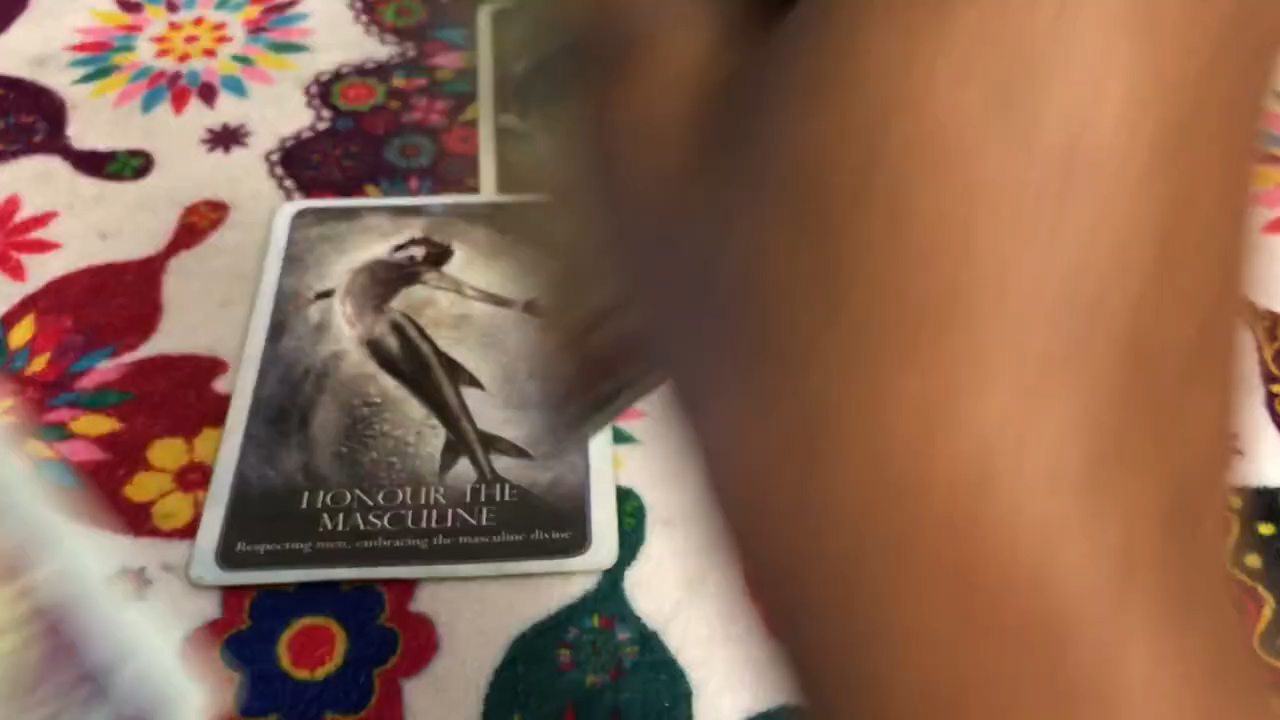 HONOUR THE
MASCULINE
Respecting men, embracing the masculine divine